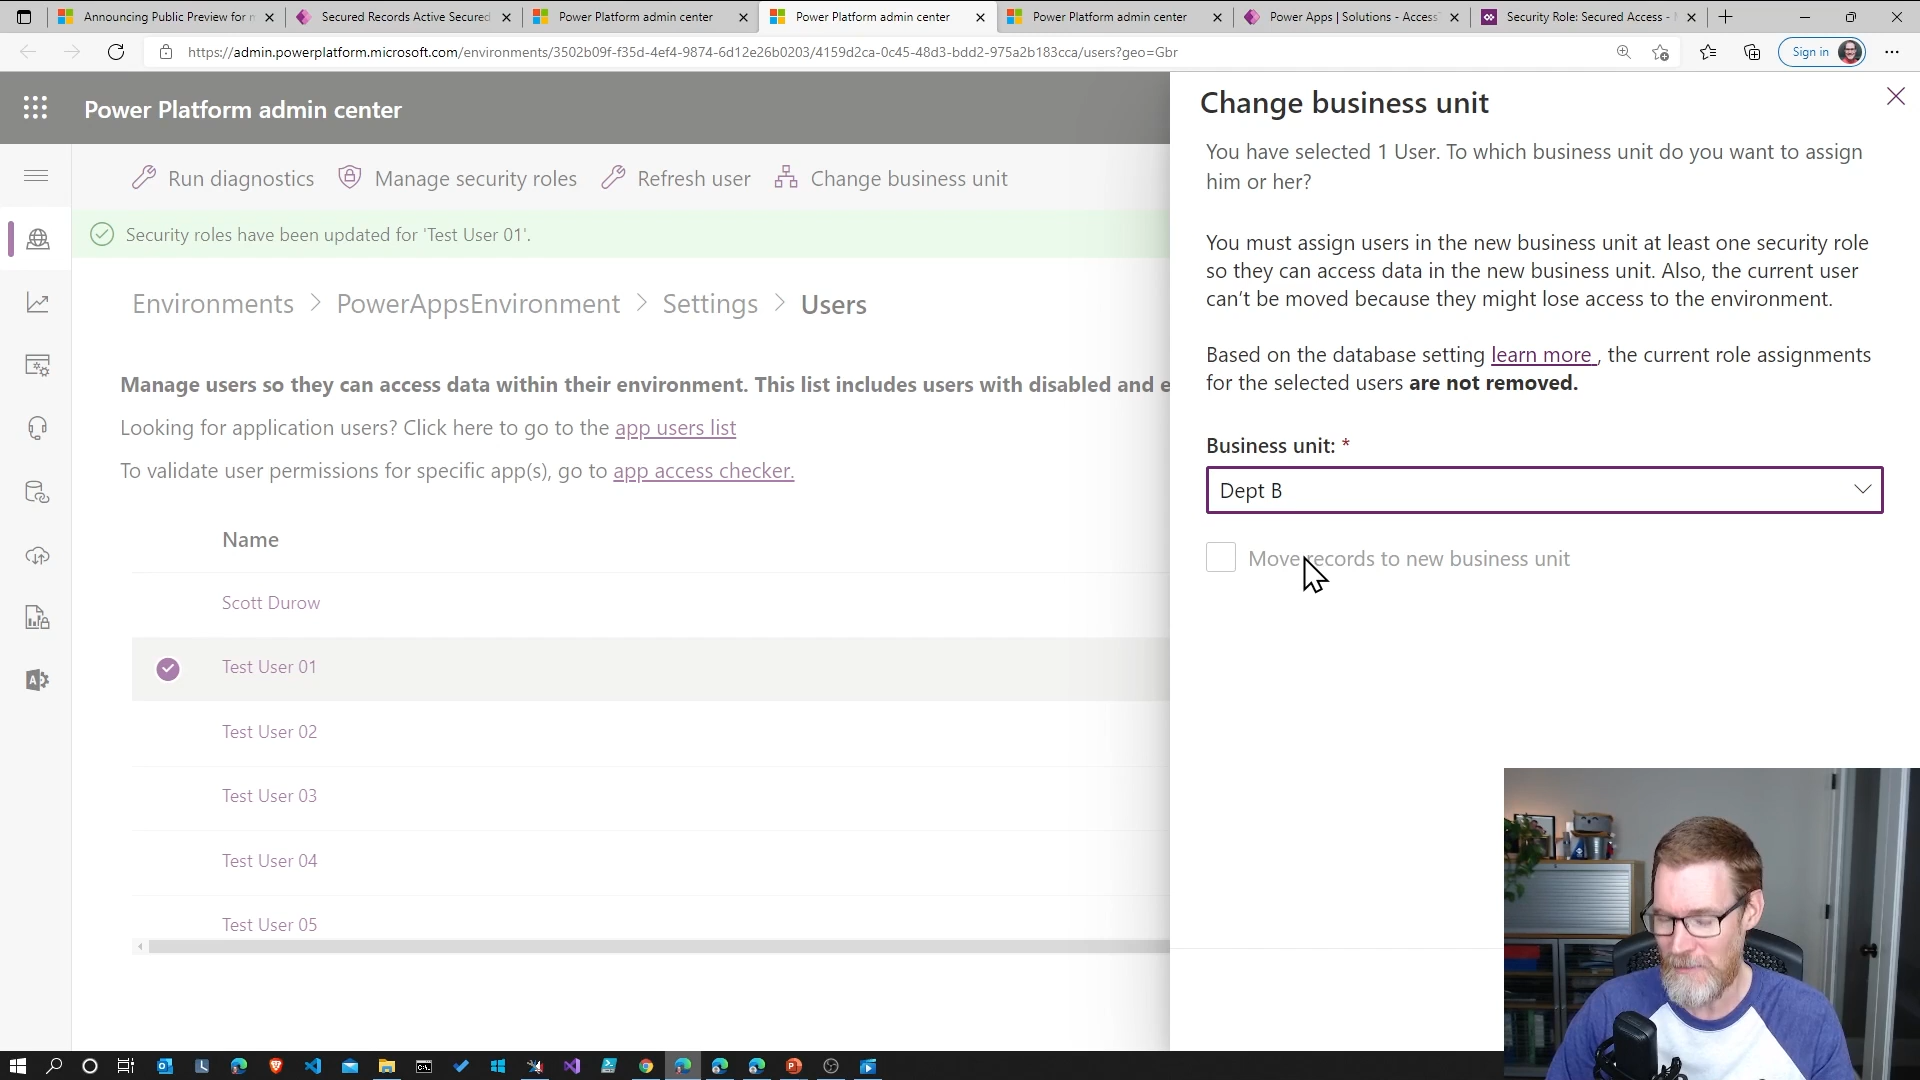 Announcing Public Preview for m
Secured Records Active Secured
Power Platform admin center
Power Platform admin center
Power Platform admin center
Power Apps | Solutions - Access
Security Role: Secured Access -
https://admin.powerplatform.microsoft.com/environments/3502b09f-f35d-4ef4-9874-6d12e26b0203/4159d2ca-0c45-48d3-bdd2-975a2b183cca/users?geo=Gbr
Sign in
Power Platform admin center
Run diagnostics
Manage security roles
Refresh user
Change business unit
Security roles have been updated for 'Test User 01'.
Environments > PowerAppsEnvironment > Settings > Users
Manage users so they can access data within their environment. This list includes users with disabled and e
Looking for application users? Click here to go to the app users list
To validate user permissions for specific app(s), go to app access checker.
Name
Scott Durow
Test User 01
Test User 02
Test User 03
Test User 04
Test User 05
Change business unit
You have selected 1 User. To which business unit do you want to assign
him or her?
You must assign users in the new business unit at least one security role
so they can access data in the new business unit. Also, the current user
can't be moved because they might lose access to the environment.
Based on the database setting learn more , the current role assignments
for the selected users are not removed.
Business unit: *
Dept B
Move records to new business unit